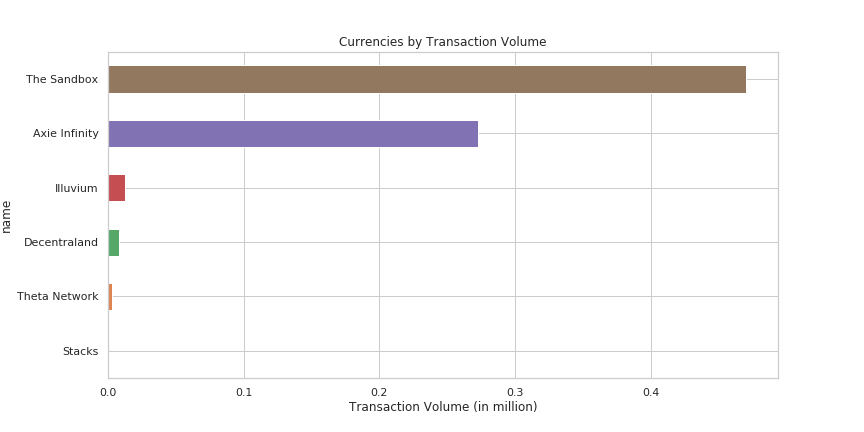 Currencies by Transaction Volume
The Sandbox
Axie Infinity
Illuvium
Decentraland
Theta Network
Stacks
name
0.0 0.1 0.2 0.3 0.4
Transaction Volume (in million)